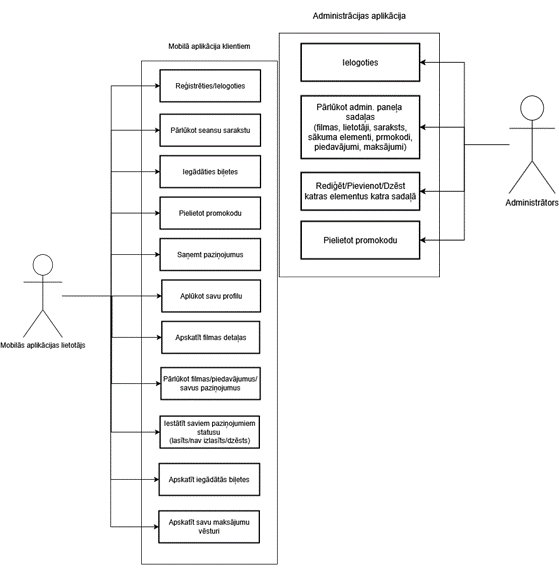 Administrācijas aplikācija
Mobilā aplikācija klientiem
Reģistrēties/Ielogoties
Pārlūkot seansu sarakstu
Iegādāties biļetes
Pielietot promokodu
Saņemt paziņojumus
Aplūkot savu profilu
Apskatīt filmas detaļas
Pārlūkot filmas/piedavājumus/
savus paziņojumus
Iestātīt saviem paziņojumiem
statusu
(lasīts/nav izlasīts/dzēsts)
Apskatīt iegādātās biļetes
Apskatīt savu maksājumu
vēsturi
Mobilās aplikācijas lietotājs
Ielogoties
Pārlūkot admin. paneļa
sadaļas
(filmas, lietotāji, saraksts,
sākuma elementi, prmokodi,
piedavājumi, maksājumi)
Rediģēt/Pievienot/Dzēst
katras elementus katra sadaļā
Pielietot promokodu
Administrātors